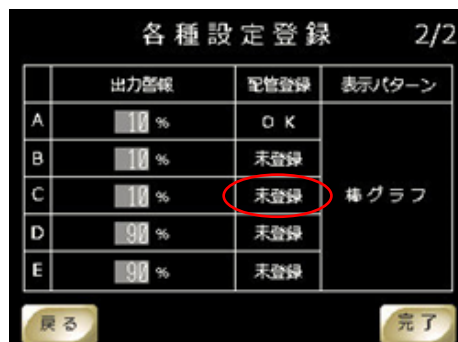 各種設定登録 2/2
出力警報 配管登録 表示パターン
A 10 % OK
B 10 % 未登録
C 10 % 未登録 棒グラフ
D 90 % 未登録
E 90 % 未登録
戻る 完了